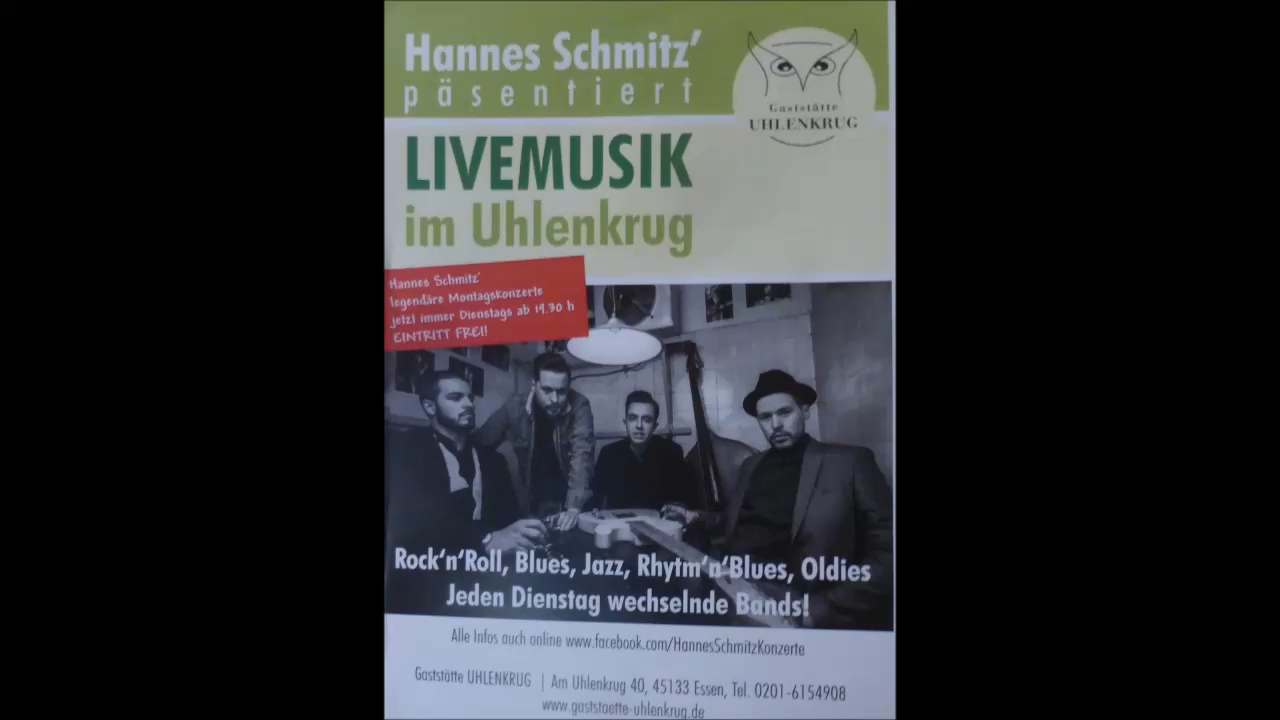 Hannes Schmitz'
päsentiert
Gaststätte
UHLENKRUG
LIVEMUSIK
im Uhlenkrug
Hannes Schmitz'
legendäre Montagskonzerte
jetzt immer Dienstags ab 19.30 h
EINTRITT FREI!
Rock'n'Roll, Blues, Jazz, Rhytm'n'Blues, Oldies
Jeden Dienstag wechselnde Bands!
Alle Infos auch online www.facebook.com/HannesSchmitzKonzerte
Gaststätte UHLENKRUG | Am Uhlenkrug 40, 45133 Essen, Tel. 0201-6154908
www.gaststaette-uhlenkrug.de